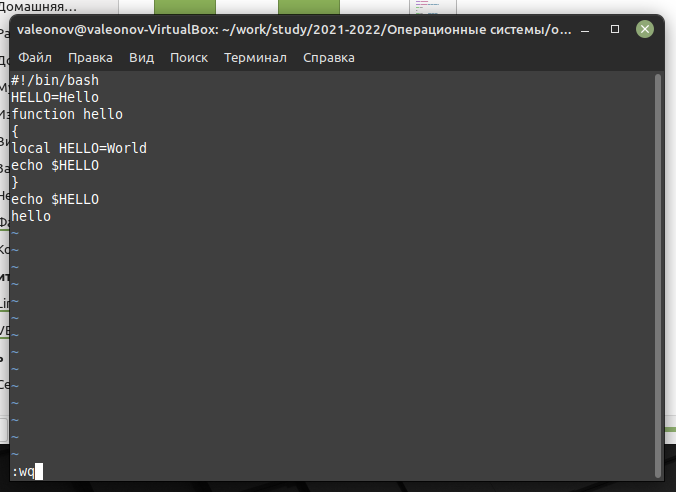 Домашняя...
valeonov@valeonov-VirtualBox: ~/work/study/2021-2022/Операционные системы/о...
Файл Правка Вид Поиск Терминал Справка
#!/bin/bash
HELLO=Hello
function hello
{
local HELLO=World
echo $HELLO
}
echo $HELLO
hello
~
~
~
~
~
~
~
~
~
~
~
~
~
~
:wq